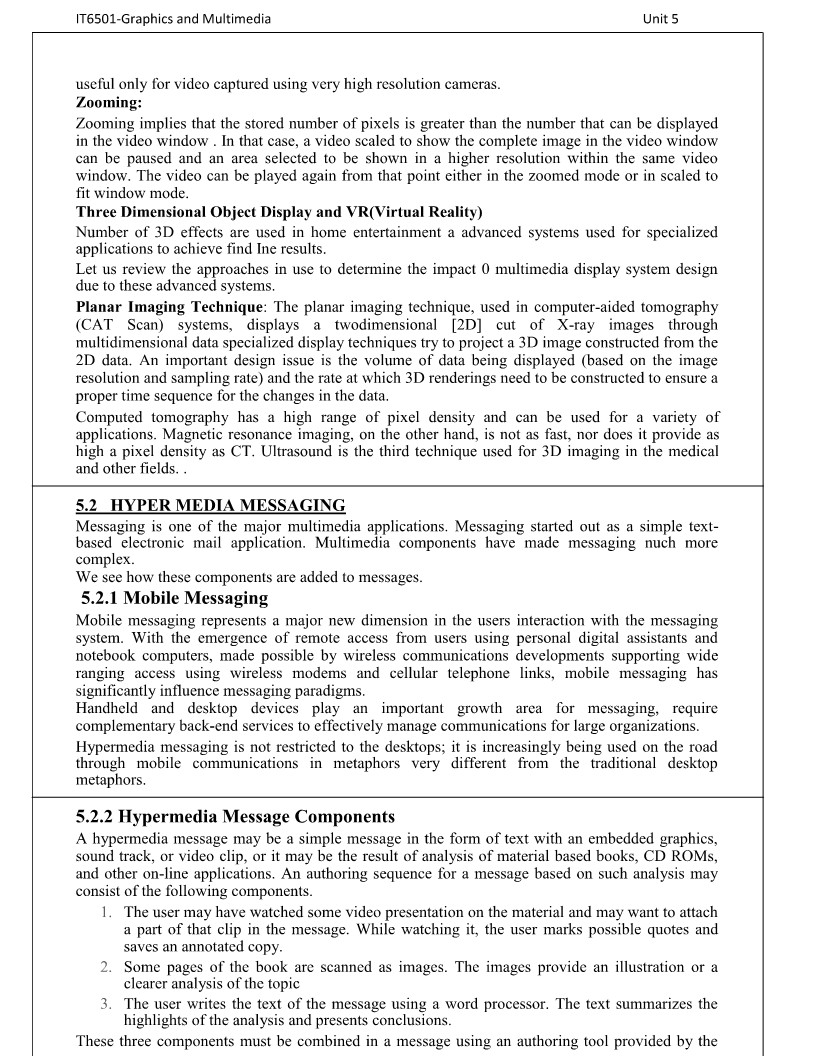 IT6501-Graphics and Multimedia Unit 5
useful only for video captured using very high resolution cameras.
Zooming:
Zooming implies that the stored number of pixels is greater than the number that can be displayed
in the video window . In that case, a video scaled to show the complete image in the video window
can be paused and an area selected to be shown in a higher resolution within the same video
window. The video can be played again from that point either in the zoomed mode or in scaled to
fit window mode.
Three Dimensional Object Display and VR(Virtual Reality)
Number of 3D effects are used in home entertainment a advanced systems used for specialized
applications to achieve find Ine results.
Let us review the approaches in use to determine the impact 0 multimedia display system design
due to these advanced systems.
Planar Imaging Technique: The planar imaging technique, used in computer-aided tomography
(CAT Scan) systems, displays a twodimensional [2D] cut of X-ray images through
multidimensional data specialized display techniques try to project a 3D image constructed from the
2D data. An important design issue is the volume of data being displayed (based on the image
resolution and sampling rate) and the rate at which 3D renderings need to be constructed to ensure a
proper time sequence for the changes in the data.
Computed tomography has a high range of pixel density and can be used for a variety of
applications. Magnetic resonance imaging, on the other hand, is not as fast, nor does it provide as
high a pixel density as CT. Ultrasound is the third technique used for 3D imaging in the medical
and other fields. .
5.2 HYPER MEDIA MESSAGING
Messaging is one of the major multimedia applications. Messaging started out as a simple text-
based electronic mail application. Multimedia components have made messaging nuch more
complex.
We see how these components are added to messages.
5.2.1 Mobile Messaging
Mobile messaging represents a major new dimension in the users interaction with the messaging
system. With the emergence of remote access from users using personal digital assistants and
notebook computers, made possible by wireless communications developments supporting wide
ranging access using wireless modems and cellular telephone links, mobile messaging has
significantly influence messaging paradigms.
Handheld and desktop devices play an important growth area for messaging, require
complementary back-end services to effectively manage communications for large organizations.
Hypermedia messaging is not restricted to the desktops; it is increasingly being used on the road
through mobile communications in metaphors very different from the traditional desktop
metaphors.
5.2.2 Hypermedia Message Components
A hypermedia message may be a simple message in the form of text with an embedded graphics,
sound track, or video clip, or it may be the result of analysis of material based books, CD ROMs,
and other on-line applications. An authoring sequence for a message based on such analysis may
consist of the following components.
1. The user may have watched some video presentation on the material and may want to attach
a part of that clip in the message. While watching it, the user marks possible quotes and
saves an annotated copy.
2. Some pages of the book are scanned as images. The images provide an illustration or a
clearer analysis of the topic
3. The user writes the text of the message using a word processor. The text summarizes the
highlights of the analysis and presents conclusions.
These three components must be combined in a message using an authoring tool provided by the